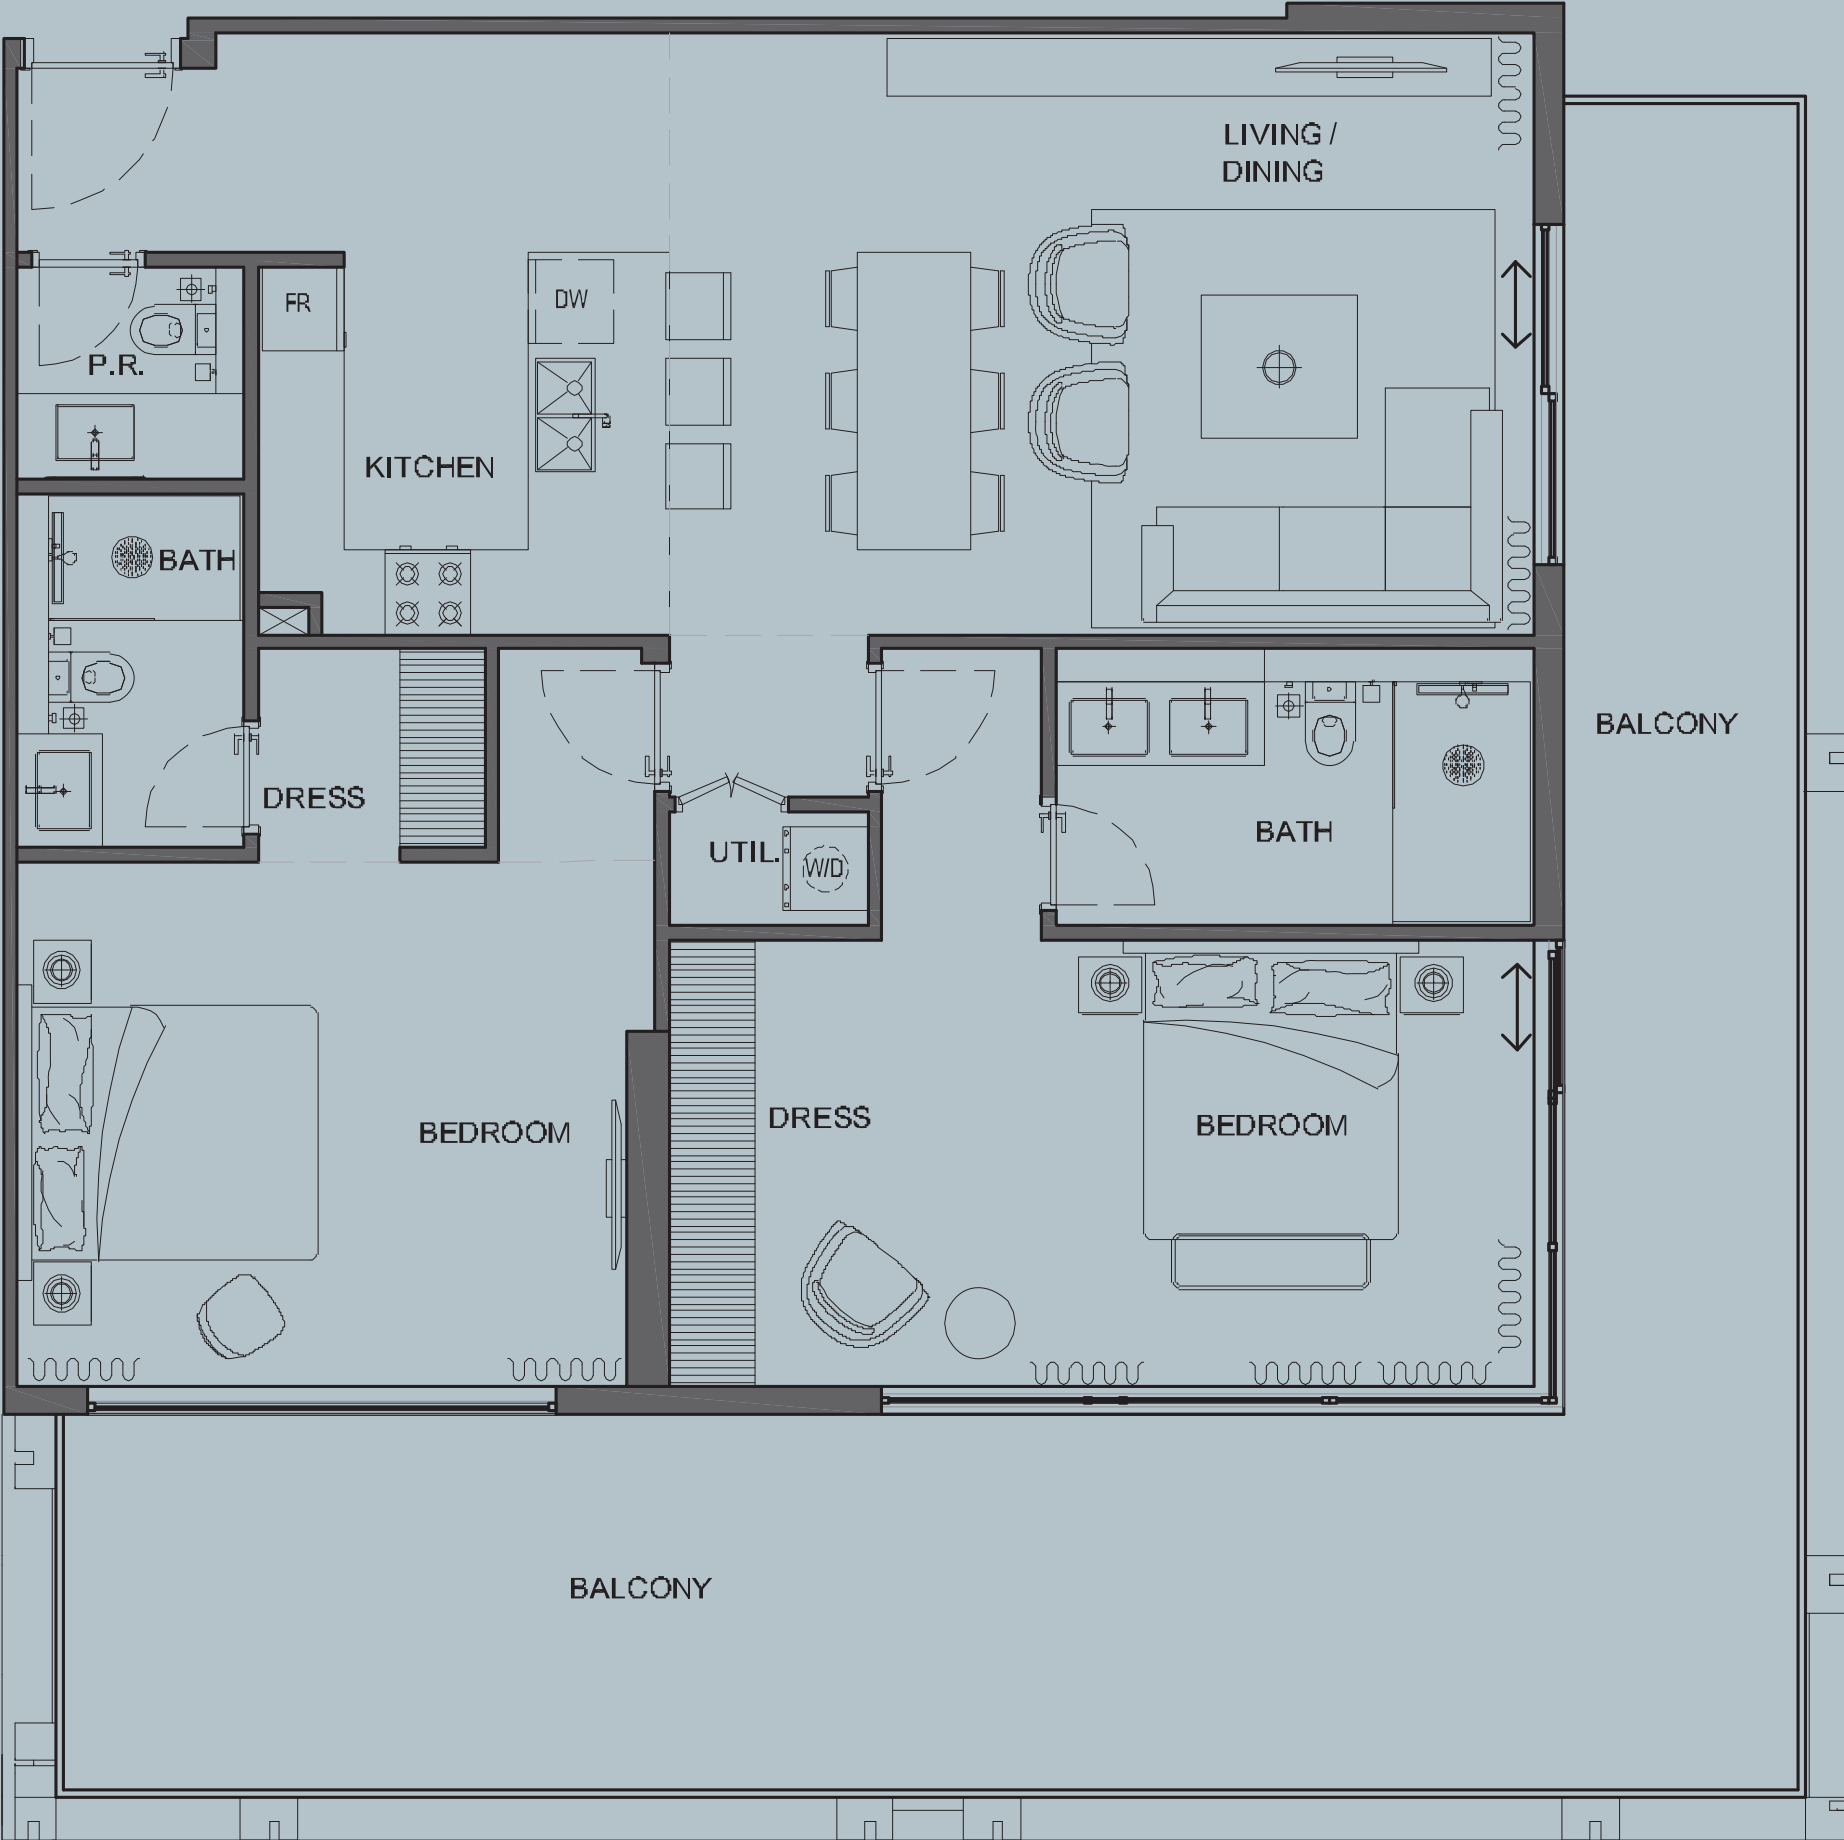 LIVING /
DINING
FR
DW
P.R.
KITCHEN
BATH
BALCONY
DRESS
BATH
UTIL.
W/D
DRESS
BEDROOM
BEDROOM
BALCONY